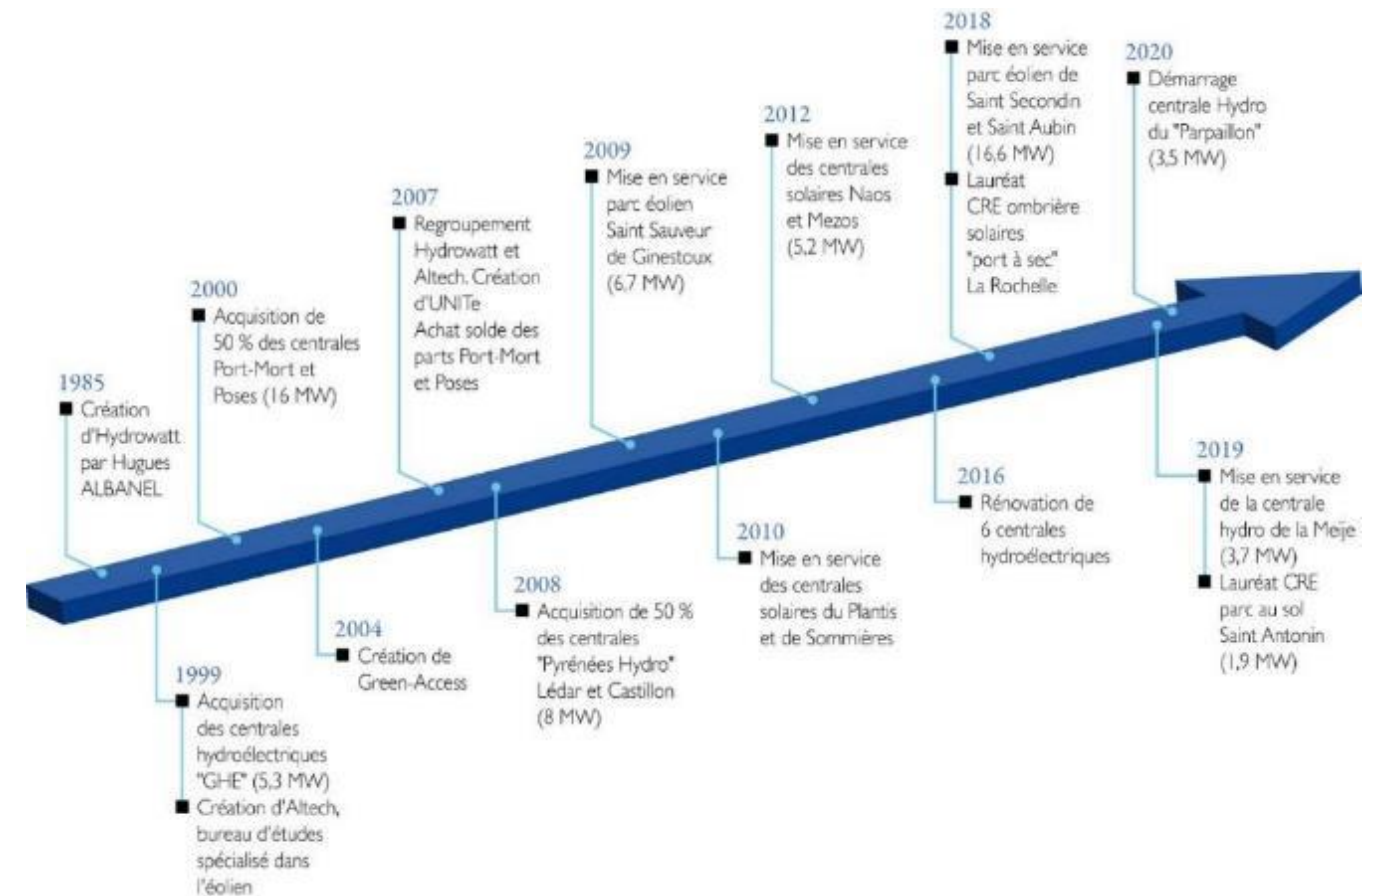 1985
Création
d'Hydrowatt
par Hugues
ALBANEL
1999
Acquisition
des centrales
hydroélectriques
"GHE" (5,3 MW)
Création d'Altech,
bureau d'études
spécialisé dans
l'éolien
2000
Acquisition de
50 % des centrales
Port-Mort et
Poses (16 MW)
2004
Création de
Green-Access
2007
Regroupement
Hydrowatt et
Altech. Création
d'UNITe
Achat solde des
parts Port-Mort
et Poses
2008
Acquisition de 50 %
des centrales
"Pyrénées Hydro"
Lédar et Castillon
(8 MW)
2009
Mise en service
parc éolien
Saint Sauveur
de Ginestoux
(6,7 MW)
2010
Mise en service
des centrales
solaires du Plantis
et de Sommières
2012
Mise en service
des centrales
solaires Naos
et Mezos
(5,2 MW)
2016
Rénovation de
6 centrales
hydroélectriques
2018
Mise en service
parc éolien de
Saint Secondin
et Saint Aubin
(16,6 MW)
Lauréat
CRE ombrière
solaires
"port à sec"
La Rochelle
2019
Mise en service
de la centrale
hydro de la Meije
(3,7 MW)
Lauréat CRE
parc au sol
Saint Antonin
(1,9 MW)
2020
Démarrage
centrale Hydro
du "Parpaillon"
(3,5 MW)